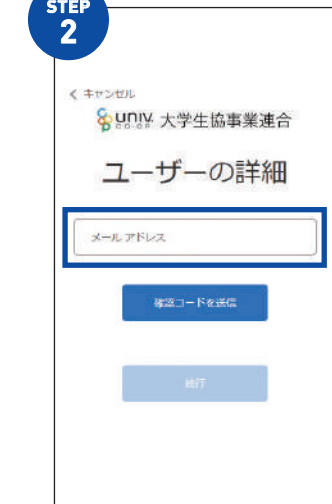 STEP
2
キャンセル
univ. 大学生協事業連合
CO-OP
ユーザーの詳細
メール アドレス
確認コードを送信
続行